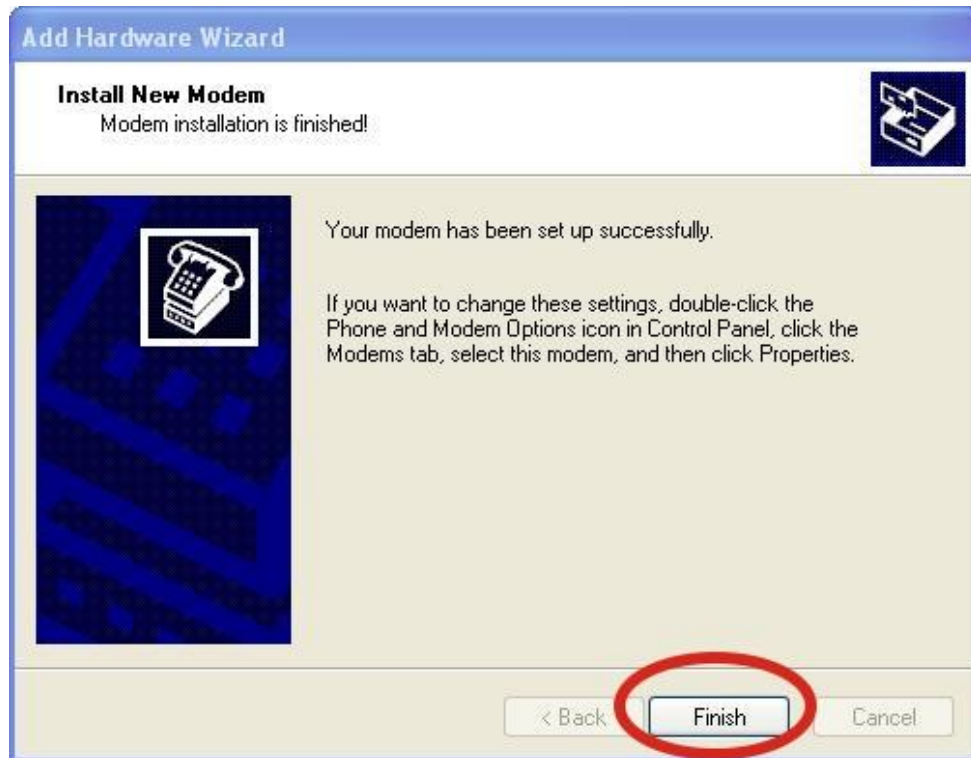 Add Hardware Wizard
Install New Modem
Modem installation is finished!
Your modem has been set up successfully.
If you want to change these settings, double-click the
Phone and Modem Options icon in Control Panel, click the
Modems tab, select this modem, and then click Properties.
< Back
Finish
Cancel